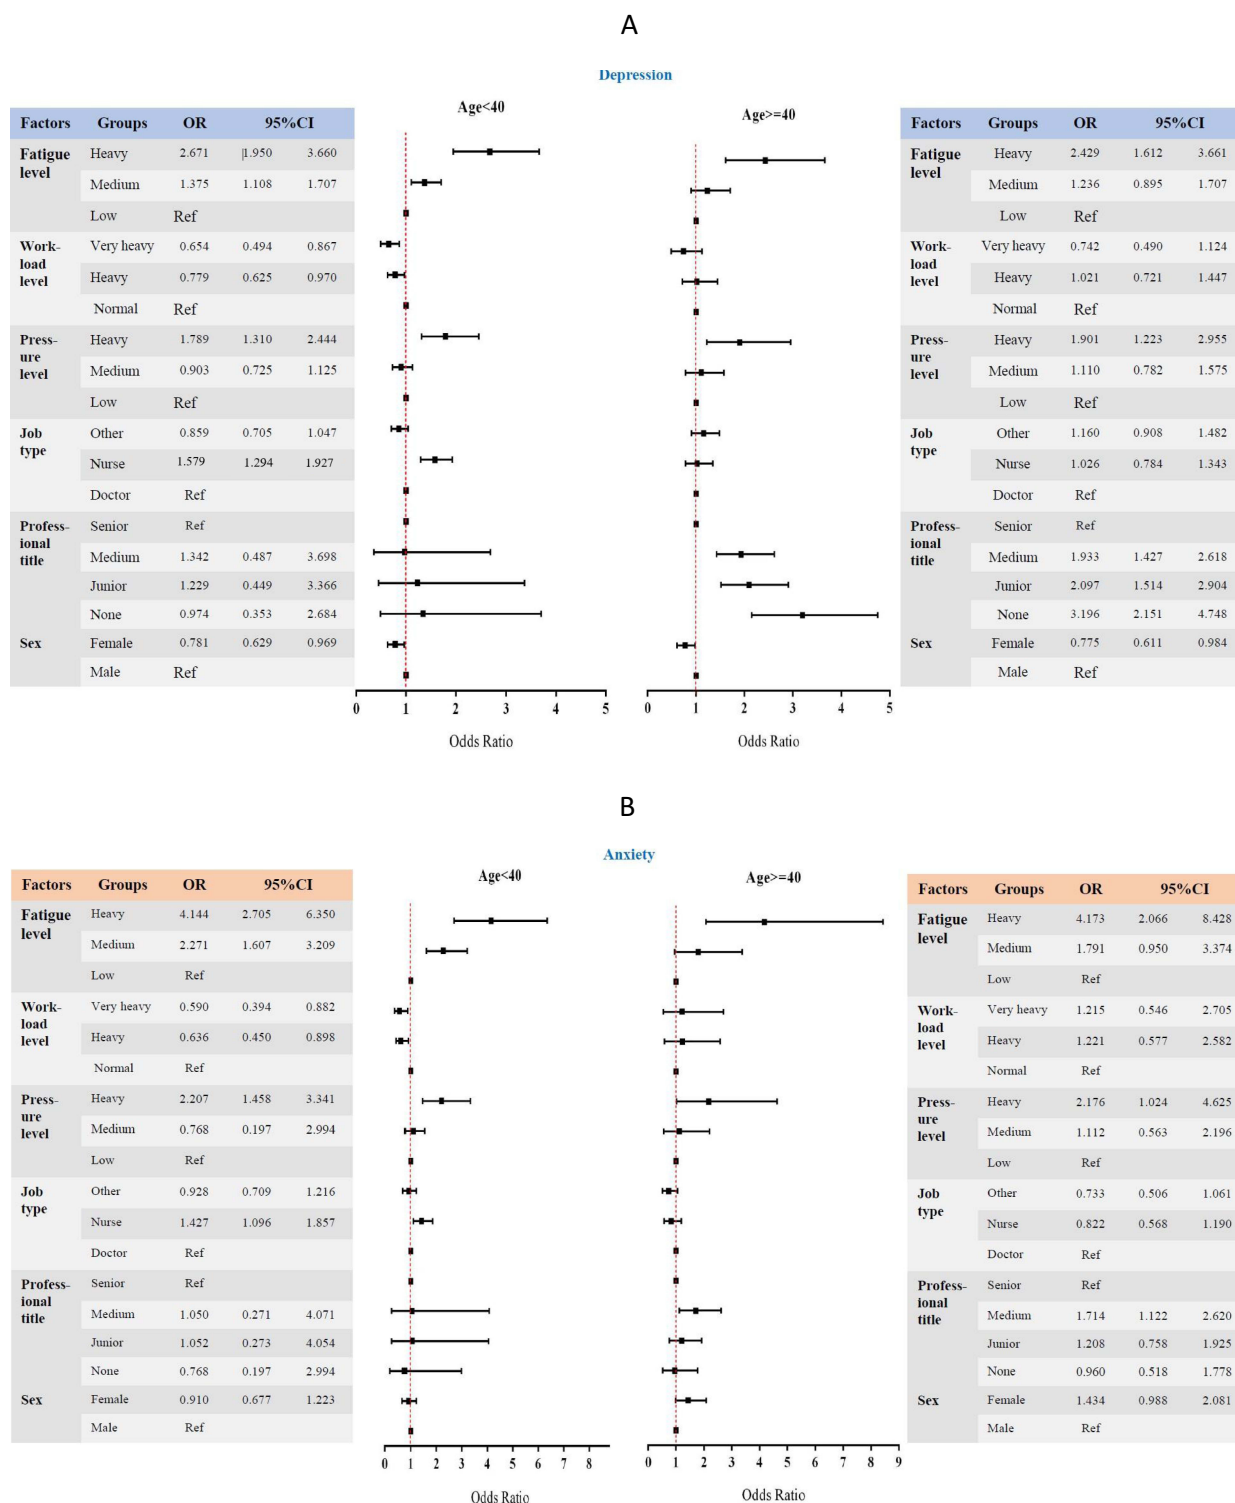 A
Depression
Age<40
Age>=40
Factors Groups OR 95%CI
Fatigue level Heavy 2.671 1.950 3.660
Medium 1.375 1.108 1.707
Low Ref
Work-load level Very heavy 0.654 0.494 0.867
Heavy 0.779 0.625 0.970
Normal Ref
Press-ure level Heavy 1.789 1.310 2.444
Medium 0.903 0.725 1.125
Low Ref
Job type Other 0.859 0.705 1.047
Nurse 1.579 1.294 1.927
Doctor Ref
Profess-ional title Senior Ref
Medium 1.342 0.487 3.698
Junior 1.229 0.449 3.366
None 0.974 0.353 2.684
Sex Female 0.781 0.629 0.969
Male Ref
0 1 2 3 4 5
Odds Ratio
0 1 2 3 4 5
Odds Ratio
Factors Groups OR 95%CI
Fatigue level Heavy 2.429 1.612 3.661
Medium 1.236 0.895 1.707
Low Ref
Work-load level Very heavy 0.742 0.490 1.124
Heavy 1.021 0.721 1.447
Normal Ref
Press-ure level Heavy 1.901 1.223 2.955
Medium 1.110 0.782 1.575
Low Ref
Job type Other 1.160 0.908 1.482
Nurse 1.026 0.784 1.343
Doctor Ref
Profess-ional title Senior Ref
Medium 1.933 1.427 2.618
Junior 2.097 1.514 2.904
None 3.196 2.151 4.748
Sex Female 0.775 0.611 0.984
Male Ref
B
Anxiety
Age<40
Age>=40
Factors Groups OR 95%CI
Fatigue level Heavy 4.144 2.705 6.350
Medium 2.271 1.607 3.209
Low Ref
Work-load level Very heavy 0.590 0.394 0.882
Heavy 0.636 0.450 0.898
Normal Ref
Press-ure level Heavy 2.207 1.458 3.341
Medium 0.768 0.197 2.994
Low Ref
Job type Other 0.928 0.709 1.216
Nurse 1.427 1.096 1.857
Doctor Ref
Profess-ional title Senior Ref
Medium 1.050 0.271 4.071
Junior 1.052 0.273 4.054
None 0.768 0.197 2.994
Sex Female 0.910 0.677 1.223
Male Ref
0 1 2 3 4 5 6 7 8
Odds Ratio
0 1 2 3 4 5 6 7 8 9
Odds Ratio
Factors Groups OR 95%CI
Fatigue level Heavy 4.173 2.066 8.428
Medium 1.791 0.950 3.374
Low Ref
Work-load level Very heavy 1.215 0.546 2.705
Heavy 1.221 0.577 2.582
Normal Ref
Press-ure level Heavy 2.176 1.024 4.625
Medium 1.112 0.563 2.196
Low Ref
Job type Other 0.733 0.506 1.061
Nurse 0.822 0.568 1.190
Doctor Ref
Profess-ional title Senior Ref
Medium 1.714 1.122 2.620
Junior 1.208 0.758 1.925
None 0.960 0.518 1.778
Sex Female 1.434 0.988 2.081
Male Ref